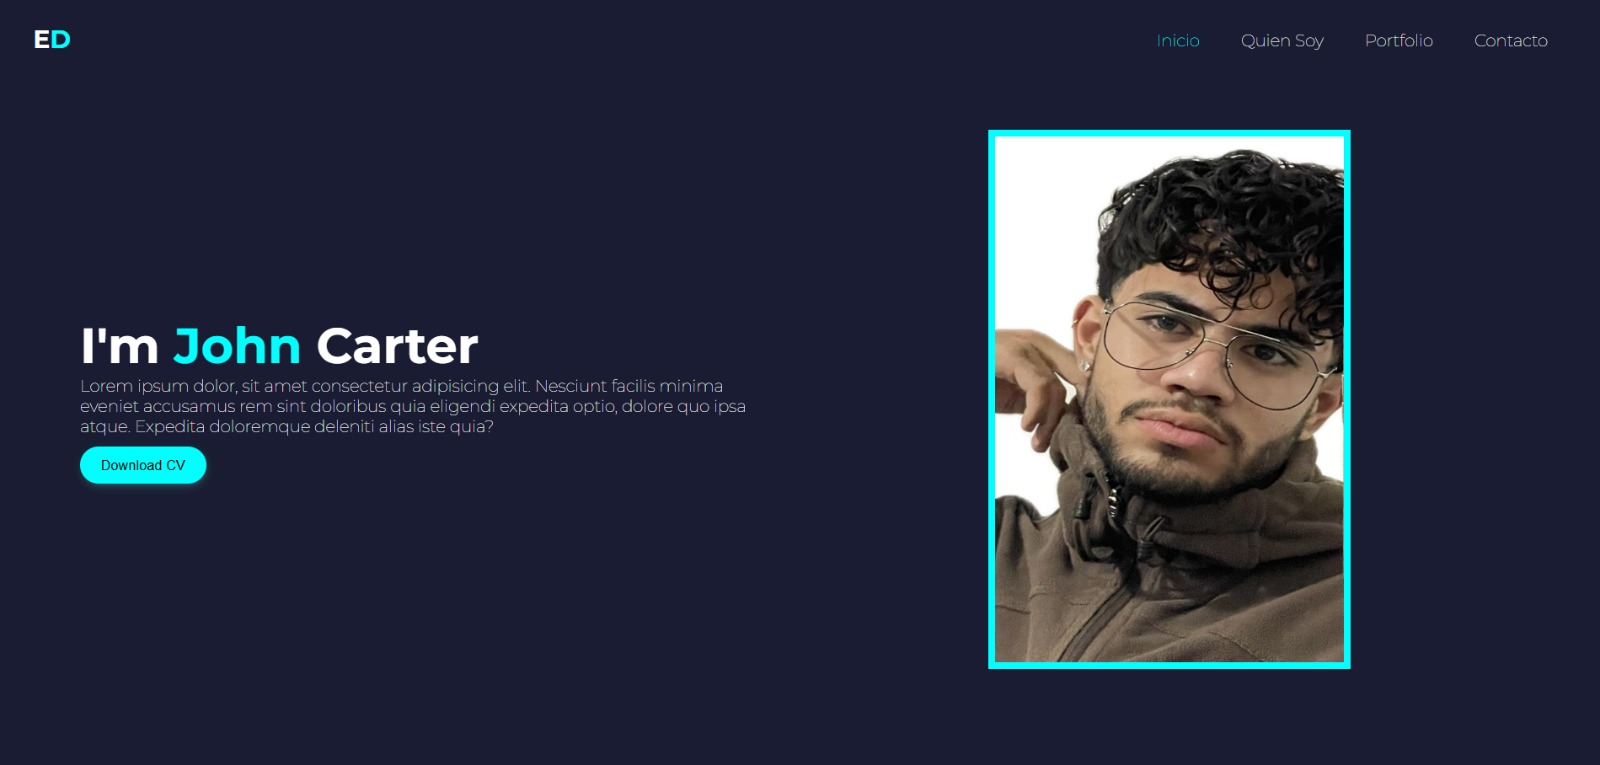 ED
Inicio Quien Soy Portfolio Contacto
I'm John Carter
Lorem ipsum dolor, sit amet consectetur adipisicing elit. Nesciunt facilis minima
eveniet accusamus rem sint doloribus quia eligendi expedita optio, dolore quo ipsa
atque. Expedita doloremque deleniti alias iste quia?
Download CV